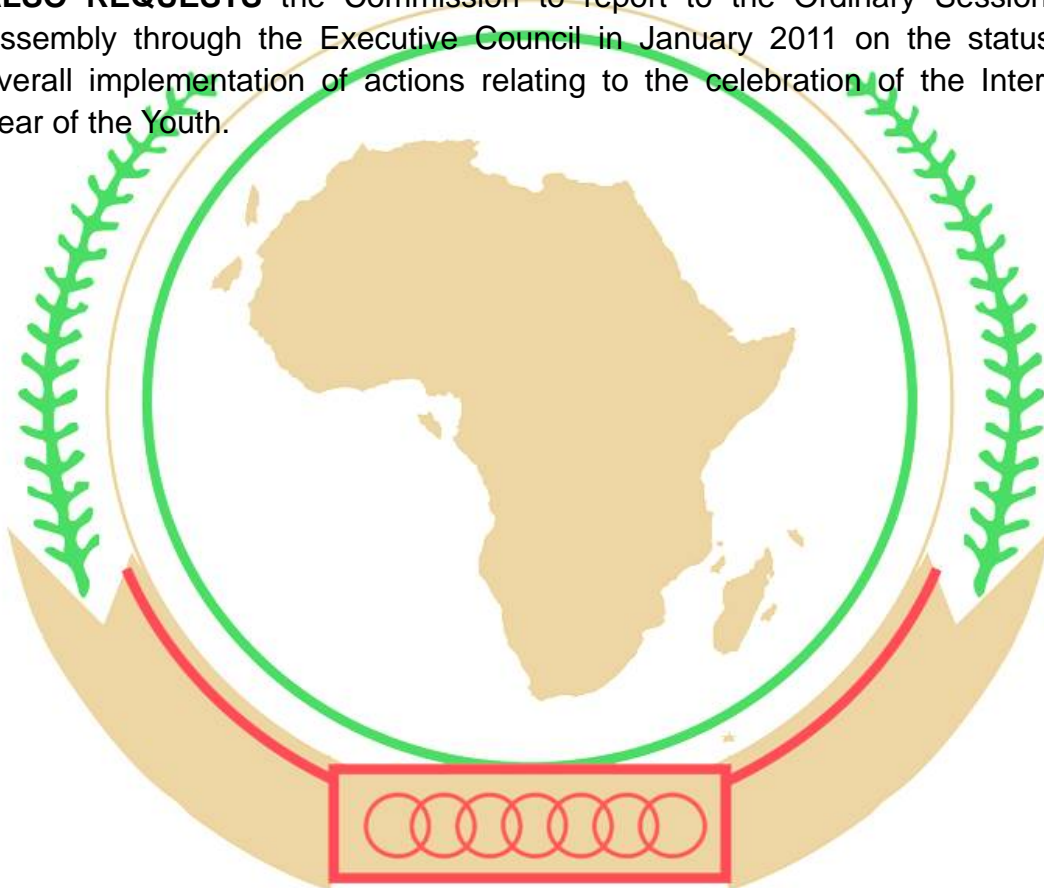 ALSO REQUESTS the Commission to report to the Ordinary Session
ssembly through the Executive Council in January 2011 on the status
verall implementation of actions relating to the celebration of the Inter
ear of the Youth.